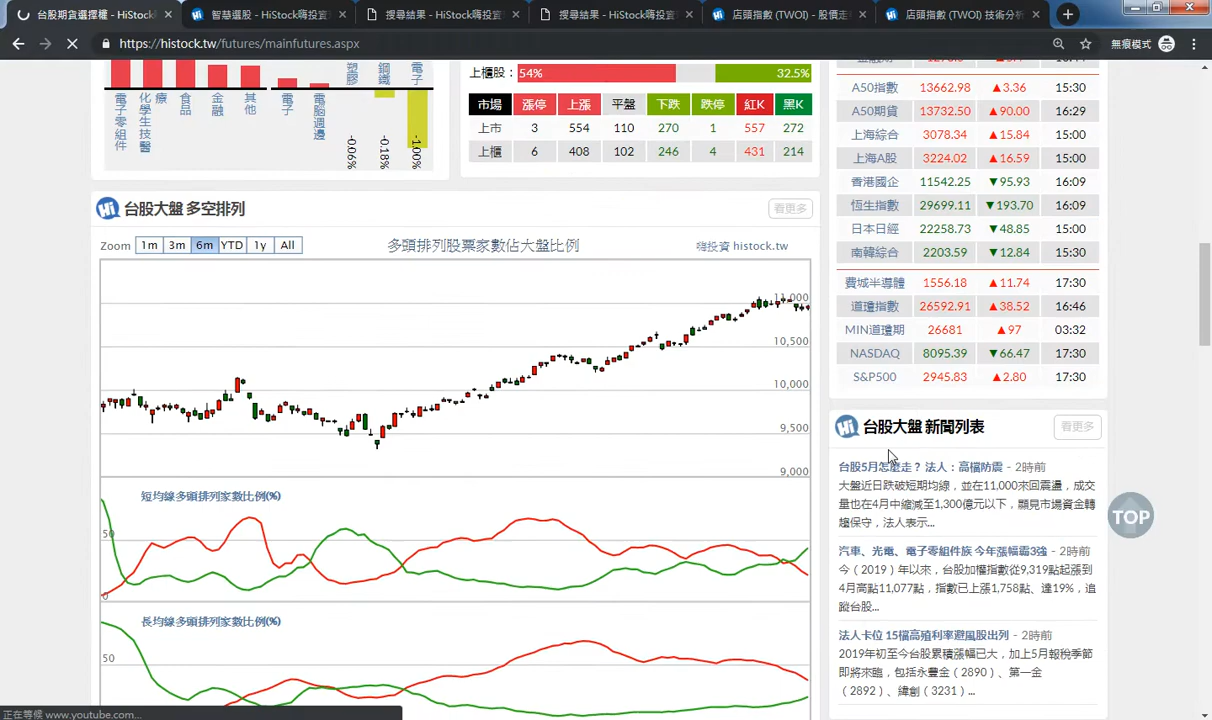 台股期貨選擇權 - HiStock
智慧選股 - HiStock嗨投資
搜尋結果 - HiStock嗨投資
搜尋結果 - HiStock嗨投資
店頭指數 (TWOI) - 股價走
店頭指數 (TWOI) 技術分析
https://histock.tw/futures/mainfutures.aspx
無痕模式
電子零組件
化學生技醫療
食品
金融
其他
電子
電腦週邊
塑膠
鋼鐵
電子
-0.06%
-0.18%
-1.00%
上櫃股：
54%
32.5%
市場 漲停 上漲 平盤 下跌 跌停 紅K 黑K
上市 3 554 110 270 1 557 272
上櫃 6 408 102 246 4 431 214
A50指數 13662.98 ▲3.36 15:30
A50期貨 13732.50 ▲90.00 16:29
上海綜合 3078.34 ▲15.84 15:00
上海A股 3224.02 ▲16.59 15:00
香港國企 11542.25 ▼95.93 16:09
恆生指數 29699.11 ▼193.70 16:09
日本日經 22258.73 ▼48.85 15:00
南韓綜合 2203.59 ▼12.84 15:30
費城半導體 1556.18 ▲11.74 17:30
道瓊指數 26592.91 ▲38.52 16:46
MIN道瓊期 26681 ▲97 03:32
NASDAQ 8095.39 ▼66.47 17:30
S&P500 2945.83 ▲2.80 17:30
Hi 台股大盤 多空排列
看更多
Zoom 1m 3m 6m YTD 1y All
多頭排列股票家數佔大盤比例
嗨投資 histock.tw
11,000
10,500
10,000
9,500
9,000
短均線多頭排列家數比例(%)
50
0
長均線多頭排列家數比例(%)
50
Hi 台股大盤 新聞列表
看更多
台股5月怎麼走？ 法人：高檔防震 - 2時前
大盤近日跌破短期均線，並在11,000來回震盪，成交
量也在4月中縮減至1,300億元以下，顯見市場資金轉
趨保守，法人表示...
汽車、光電、電子零組件族 今年漲幅霸3強 - 2時前
今（2019）年以來，台股加權指數從9,319點起漲到
4月高點11,077點，指數已上漲1,758點、達19%，追
蹤台股...
法人卡位 15檔高殖利率避風股出列 - 2時前
2019年初至今台股累積漲幅已大，加上5月報稅季節
即將來臨，包括永豐金（2890）、第一金
（2892）、緯創（3231）...
TOP
正在等候 www.youtube.com...